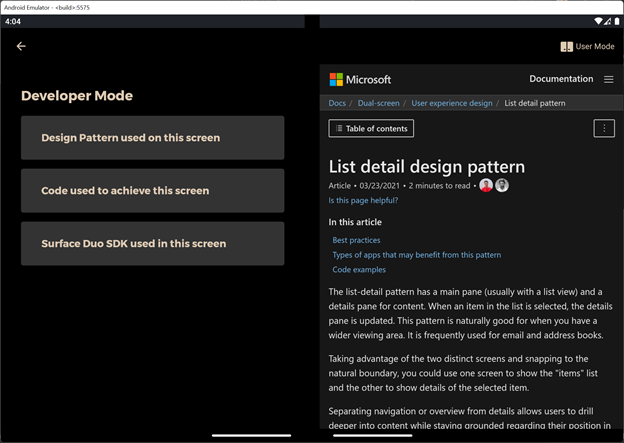 Android Emulator - <build>:5575
4:04
User Mode
Developer Mode
Design Pattern used on this screen
Code used to achieve this screen
Surface Duo SDK used in this screen
Microsoft
Documentation
Docs / Dual-screen / User experience design / List detail pattern
Table of contents
List detail design pattern
Article • 03/23/2021 • 2 minutes to read •
Is this page helpful?
In this article
Best practices
Types of apps that may benefit from this pattern
Code examples
The list-detail pattern has a main pane (usually with a list view) and a
details pane for content. When an item in the list is selected, the details
pane is updated. This pattern is naturally good for when you have a
wider viewing area. It is frequently used for email and address books.
Taking advantage of the two distinct screens and snapping to the
natural boundary, you could use one screen to show the "items" list
and the other to show details of the selected item.
Separating navigation or overview from details allows users to drill
deeper into content while staying grounded regarding their position in